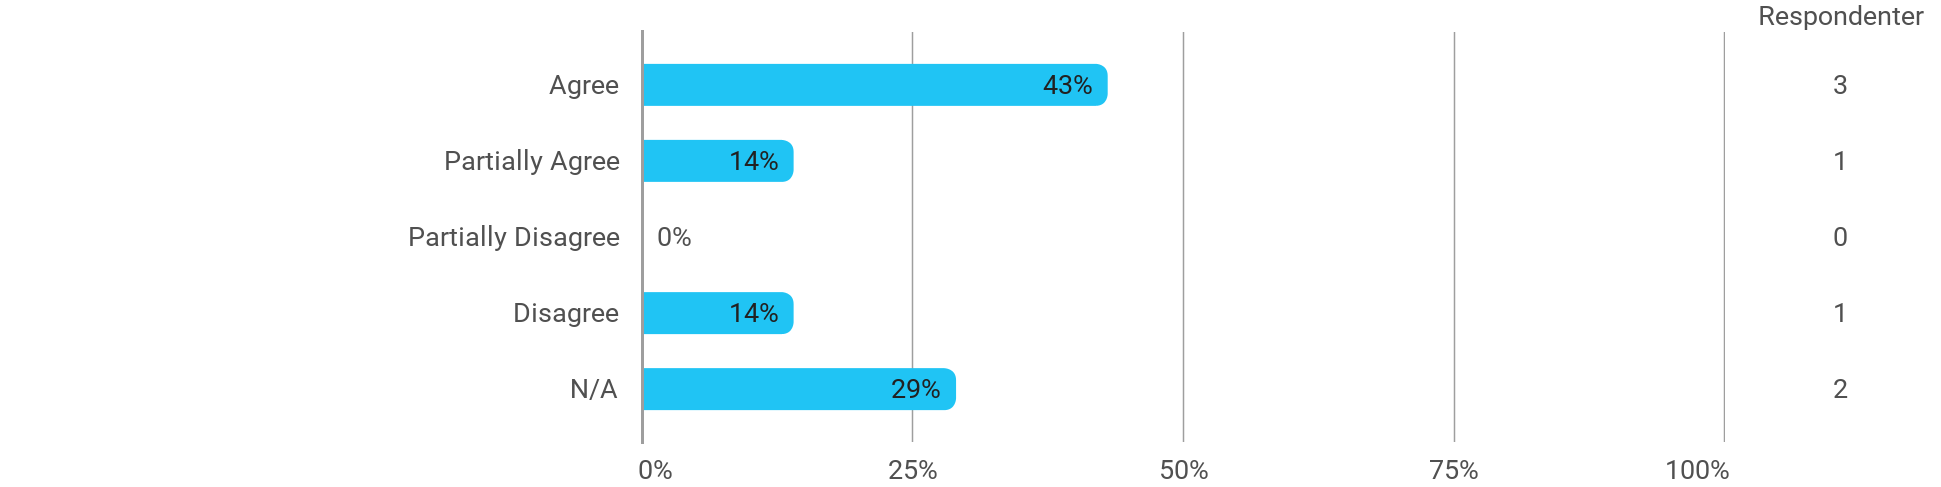 Respondenter
Agree 43% 3
Partially Agree 14% 1
Partially Disagree 0% 0
Disagree 14% 1
N/A 29% 2
0% 25% 50% 75% 100%